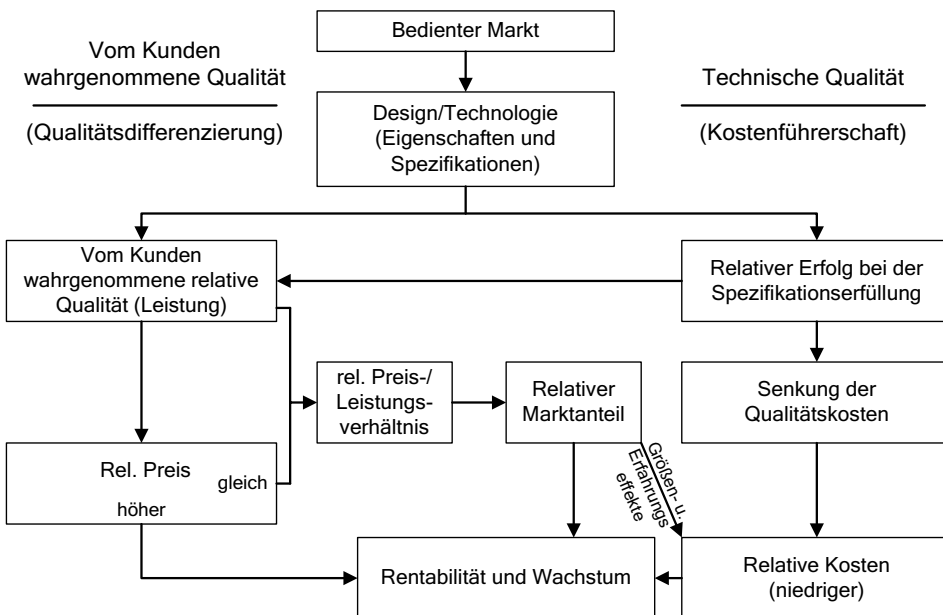 Bedienter Markt
Vom Kunden
wahrgenommene Qualität
(Qualitätsdifferenzierung)
Technische Qualität
(Kostenführerschaft)
Design/Technologie
(Eigenschaften und
Spezifikationen)
Vom Kunden
wahrgenommene relative
Qualität (Leistung)
Relativer Erfolg bei der
Spezifikationserfüllung
rel. Preis-/
Leistungs-
verhältnis
Relativer
Marktanteil
Senkung der
Qualitätskosten
Rel. Preis
gleich
höher
Größen- u.
Erfahrungs
effekte
Rentabilität und Wachstum
Relative Kosten
(niedriger)